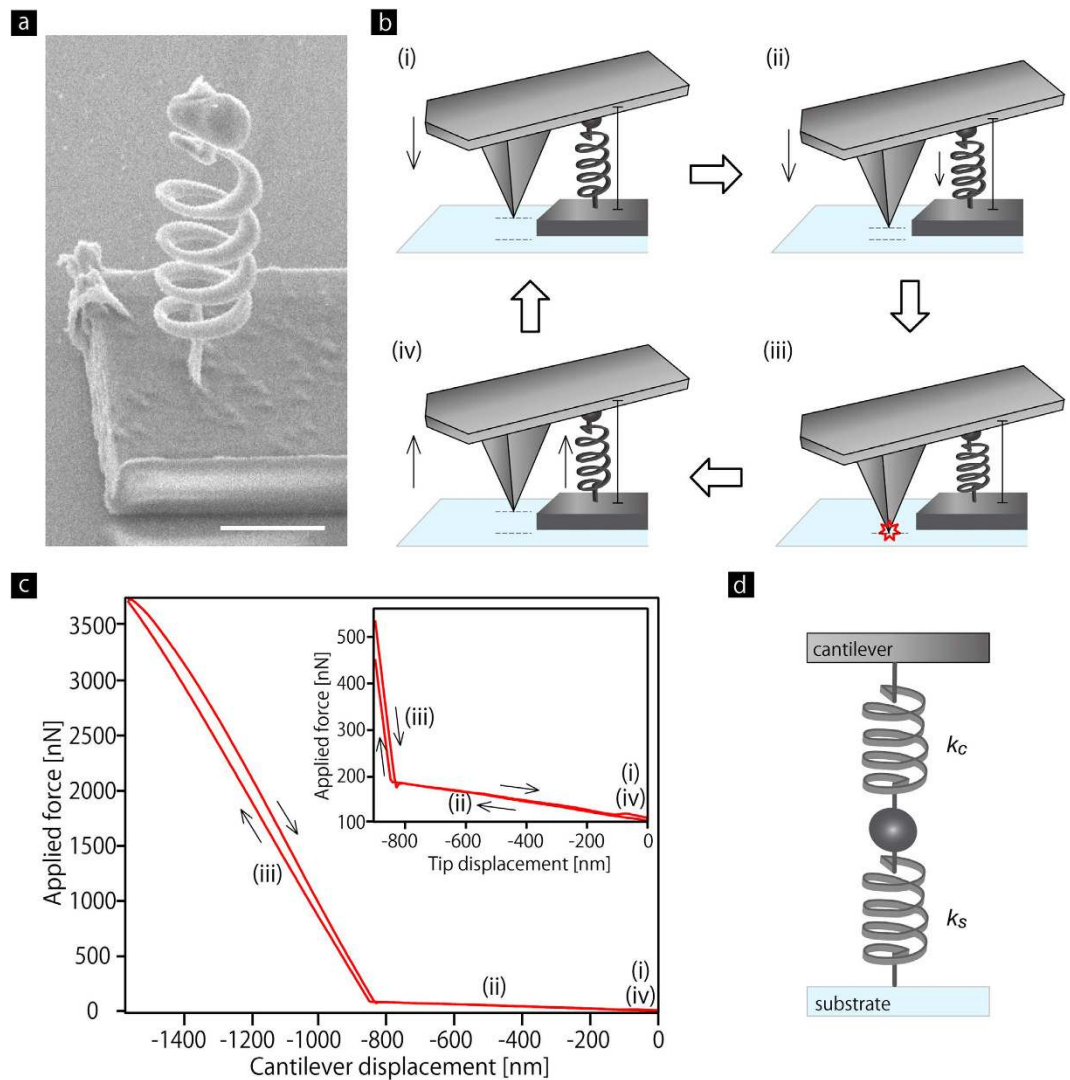 a
b
(i)
(ii)
(iv)
(iii)
c
3500
3000
2500
2000
1500
1000
500
0
Applied force [nN]
-1400
-1200
-1000
-800
-600
-400
-200
0
Cantilever displacement [nm]
(iii)
(ii)
(i)
(iv)
500
400
300
200
100
Applied force [nN]
-800
-600
-400
-200
0
Tip displacement [nm]
(iii)
(ii)
(i)
(iv)
d
cantilever
kc
ks
substrate